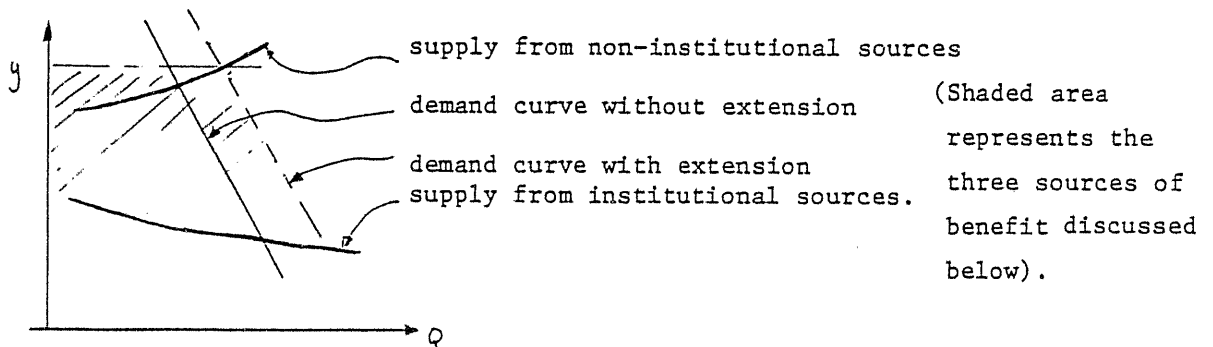 y
supply from non-institutional sources
demand curve without extension
demand curve with extension
supply from institutional sources.
(Shaded area
represents the
three sources of
benefit discussed
below).
Q